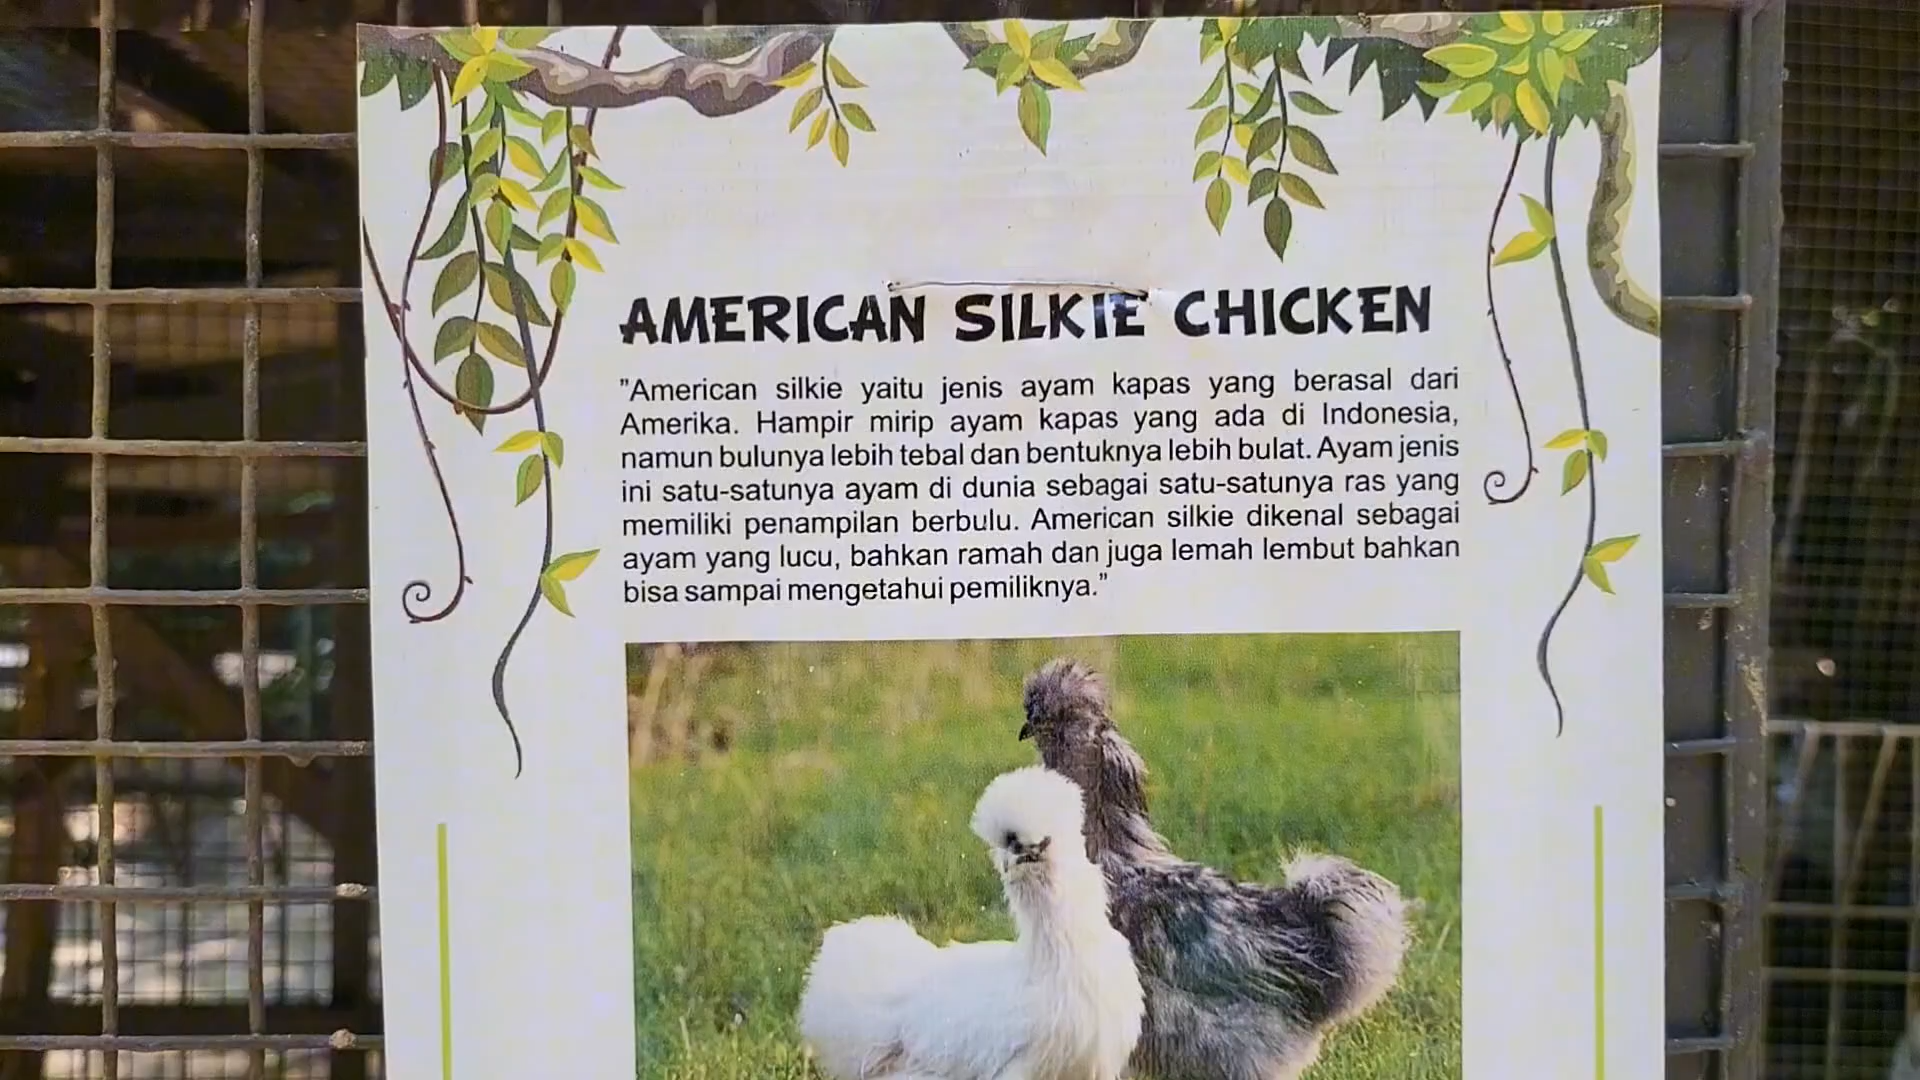 AMERICAN SILKIE CHICKEN
"American silkie yaitu jenis ayam kapas yang berasal dari
Amerika. Hampir mirip ayam kapas yang ada di Indonesia,
namun bulunya lebih tebal dan bentuknya lebih bulat. Ayam jenis
ini satu-satunya ayam di dunia sebagai satu-satunya ras yang
memiliki penampilan berbulu. American silkie dikenal sebagai
ayam yang lucu, bahkan ramah dan juga lemah lembut bahkan
bisa sampai mengetahui pemiliknya."